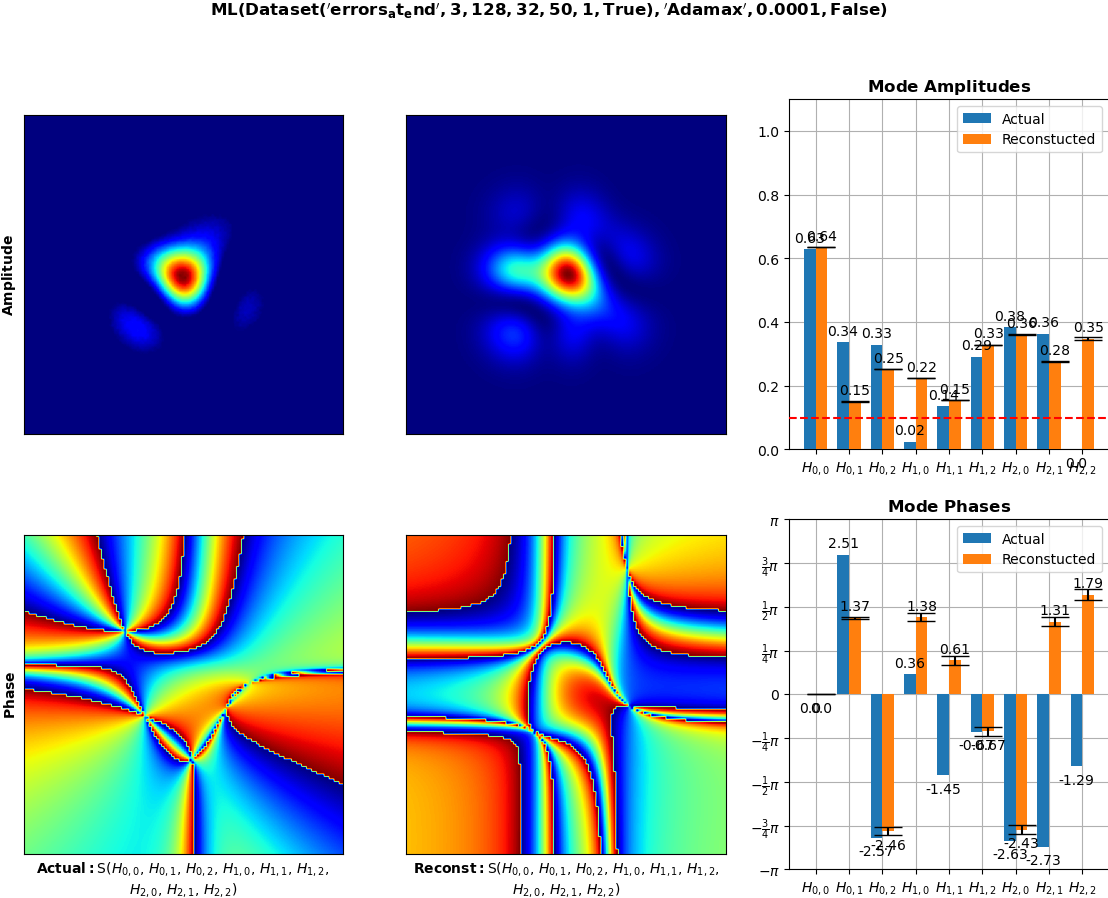 ML(Dataset('errors_at_end', 3, 128, 32, 50, 1, True), 'Adamax', 0.0001, False)
Amplitude
Mode Amplitudes
Actual
Reconstucted
1.0
0.8
0.6
0.4
0.2
0.0
0.63
0.64
0.34
0.15
0.33
0.25
0.02
0.22
0.14
0.15
0.29
0.33
0.38
0.36
0.36
0.28
0.0
0.35
H0,0 H0,1 H0,2 H1,0 H1,1 H1,2 H2,0 H2,1 H2,2
Phase
Actual: S(H0,0, H0,1, H0,2, H1,0, H1,1, H1,2,
H2,0, H2,1, H2,2)
Reconst: S(H0,0, H0,1, H0,2, H1,0, H1,1, H1,2,
H2,0, H2,1, H2,2)
Mode Phases
Actual
Reconstucted
π
3/4π
1/2π
1/4π
0
−1/4π
−1/2π
−3/4π
−π
0.0
0.0
2.51
1.37
-2.57
-2.46
0.36
1.38
-1.45
0.61
-0.67
-0.67
-2.63
-2.43
-2.73
1.31
-1.29
1.79
H0,0 H0,1 H0,2 H1,0 H1,1 H1,2 H2,0 H2,1 H2,2